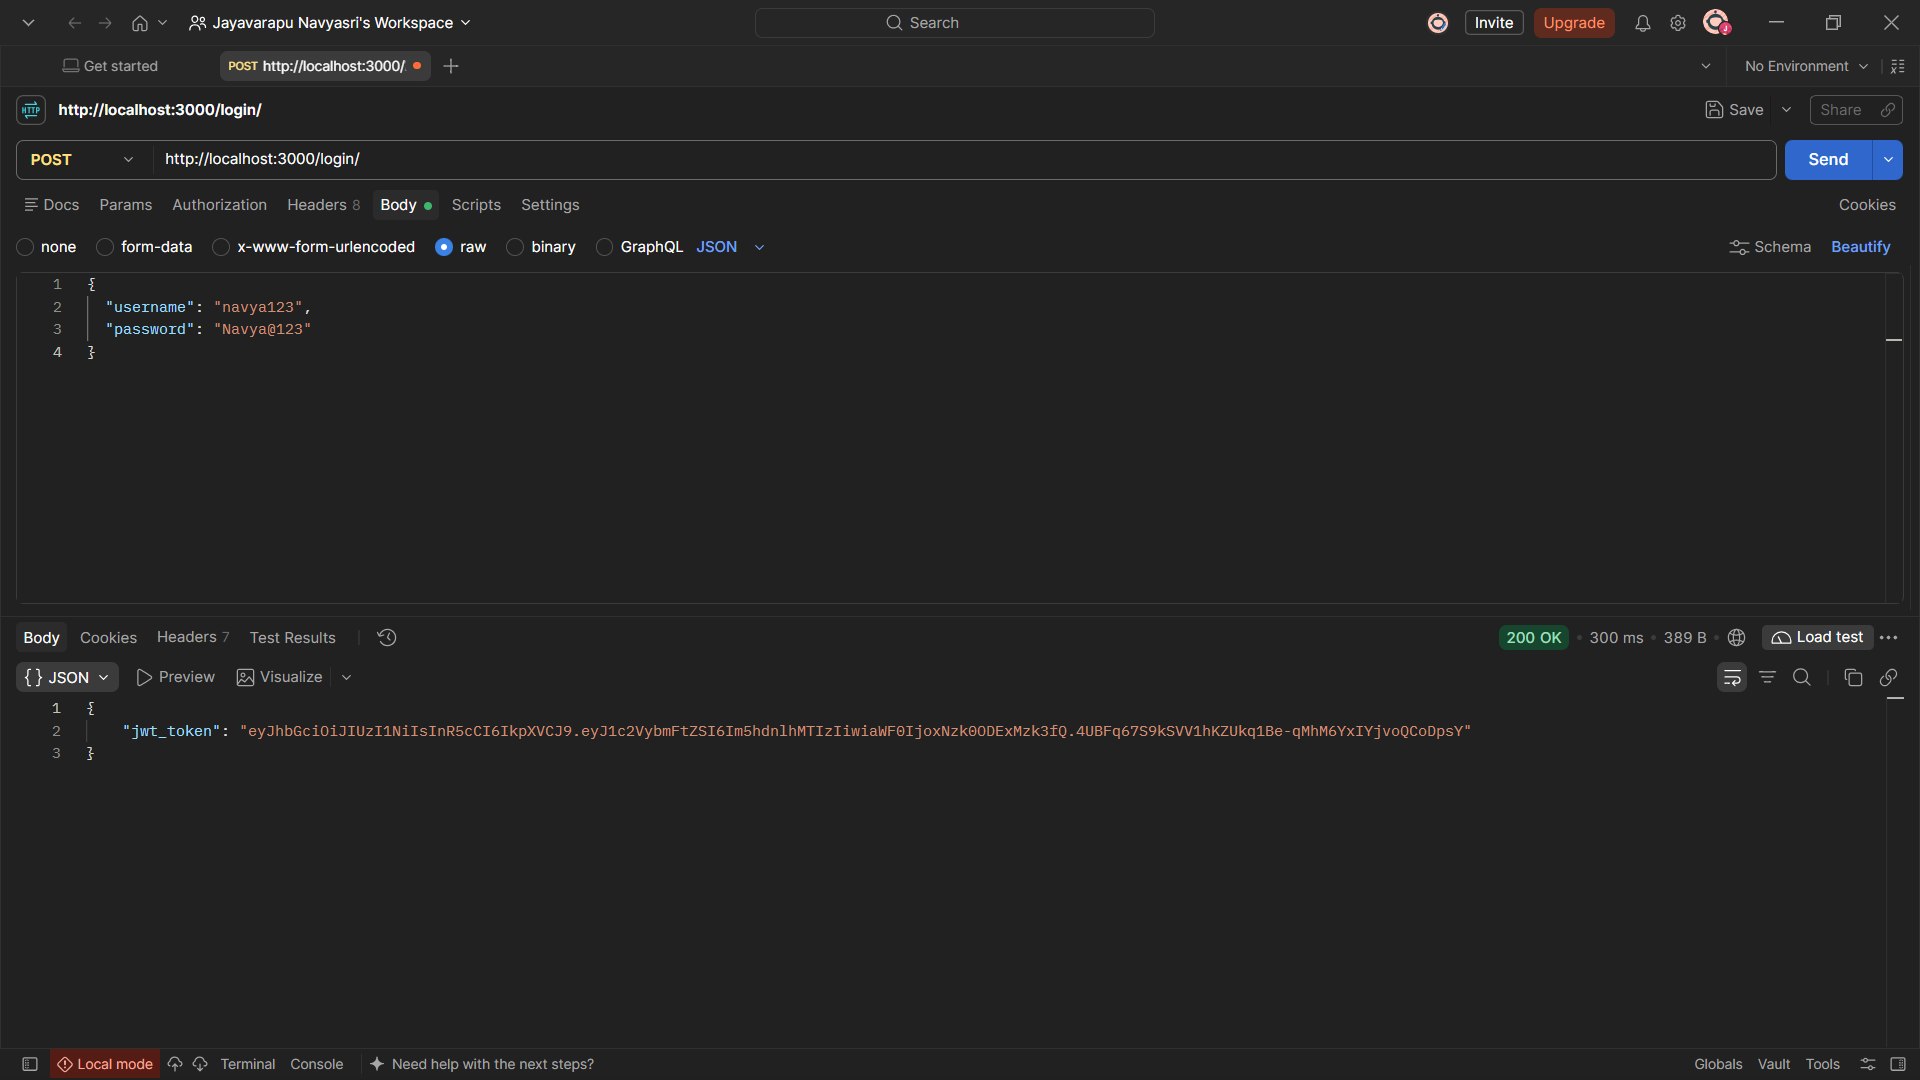 Jayavarapu Navyasri's Workspace
Search
Invite
Upgrade
Get started
POST http://localhost:3000/
No Environment
HTTP http://localhost:3000/login/
Save
Share
POST http://localhost:3000/login/
Send
Docs Params Authorization Headers 8 Body Scripts Settings
Cookies
none form-data x-www-form-urlencoded raw binary GraphQL JSON
Schema Beautify
1 {
2 "username": "navya123",
3 "password": "Navya@123"
4 }
Body Cookies Headers 7 Test Results
200 OK • 300 ms • 389 B •
Load test
{} JSON Preview Visualize
1 {
2 "jwt_token": "eyJhbGciOiJIUzI1NiIsInR5cCI6IkpXVCJ9.eyJ1c2VybmFtZSI6Im5hdnlhMTIzIiwiaWF0IjoxNzk0ODExMzk3fQ.4UBFq67S9kSVV1hKZUkq1Be-qMhM6YxIYjvoQCoDpsY"
3 }
Local mode Terminal Console Need help with the next steps?
Globals Vault Tools